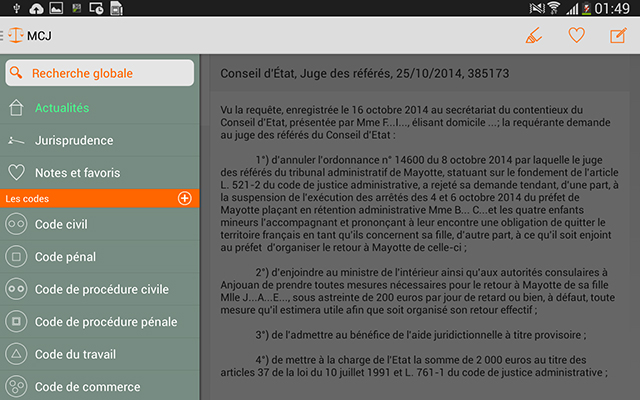 01:49
MCJ
Recherche globale
Actualités
Jurisprudence
Notes et favoris
Les codes
Code civil
Code pénal
Code de procédure civile
Code de procédure pénale
Code du travail
Code de commerce
Conseil d'État, Juge des référés, 25/10/2014, 385173
Vu la requête, enregistrée le 16 octobre 2014 au secrétariat du contentieux du
Conseil d'Etat, présentée par Mme F...I..., élisant domicile ...; la requérante demande
au juge des référés du Conseil d'Etat :
1°) d'annuler l'ordonnance n° 14600 du 8 octobre 2014 par laquelle le juge
des référés du tribunal administratif de Mayotte, statuant sur le fondement de l'article
L. 521-2 du code de justice administrative, a rejeté sa demande tendant, d'une part, à
la suspension de l'exécution des arrêtés des 4 et 6 octobre 2014 du préfet de
Mayotte plaçant en rétention administrative Mme B... C...et les quatre enfants
mineurs l'accompagnant et prononçant à leur encontre une obligation de quitter le
territoire français en tant qu'ils concernent sa fille, d'autre part, à ce qu'il soit enjoint
au préfet d'organiser le retour à Mayotte de celle-ci ;
2°) d'enjoindre au ministre de l'intérieur ainsi qu'aux autorités consulaires à
Anjouan de prendre toutes mesures nécessaires pour le retour à Mayotte de sa fille
Mlle J...A...E..., sous astreinte de 200 euros par jour de retard ou bien, à défaut, toute
mesure qu'il estimera utile afin que soit organisé son retour effectif ;
3°) de l'admettre au bénéfice de l'aide juridictionnelle à titre provisoire ;
4°) de mettre à la charge de l'Etat la somme de 2 000 euros au titre des
articles 37 de la loi du 10 juillet 1991 et L. 761-1 du code de justice administrative ;